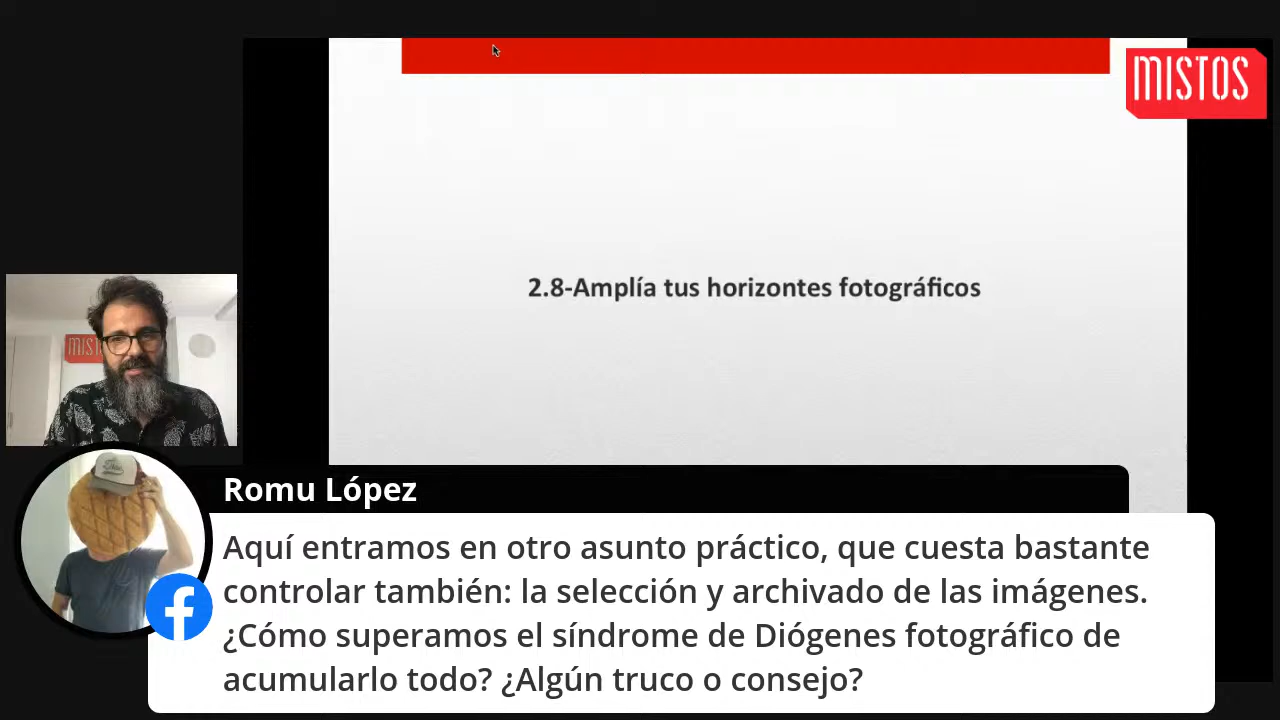 MISTOS
2.8-Amplía tus horizontes fotográficos
MIST
Romu López
Aquí entramos en otro asunto práctico, que cuesta bastante
controlar también: la selección y archivado de las imágenes.
¿Cómo superamos el síndrome de Diógenes fotográfico de
acumularlo todo? ¿Algún truco o consejo?